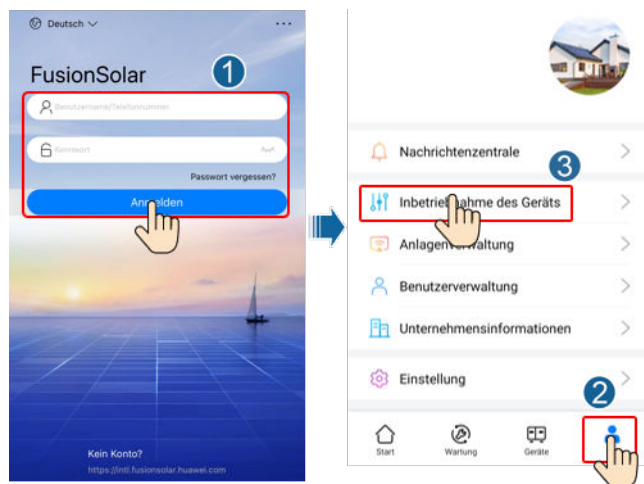 Deutsch
FusionSolar
1
Benutzername/Telefonnummer
Kennwort
Passwort vergessen?
Anmelden
Kein Konto?
https://intl.fusionsolar.huawei.com
Nachrichtenzentrale
3
Inbetriebnahme des Geräts
Anlagenverwaltung
Benutzerverwaltung
Unternehmensinformationen
Einstellung
2
Start
Wartung
Geräte